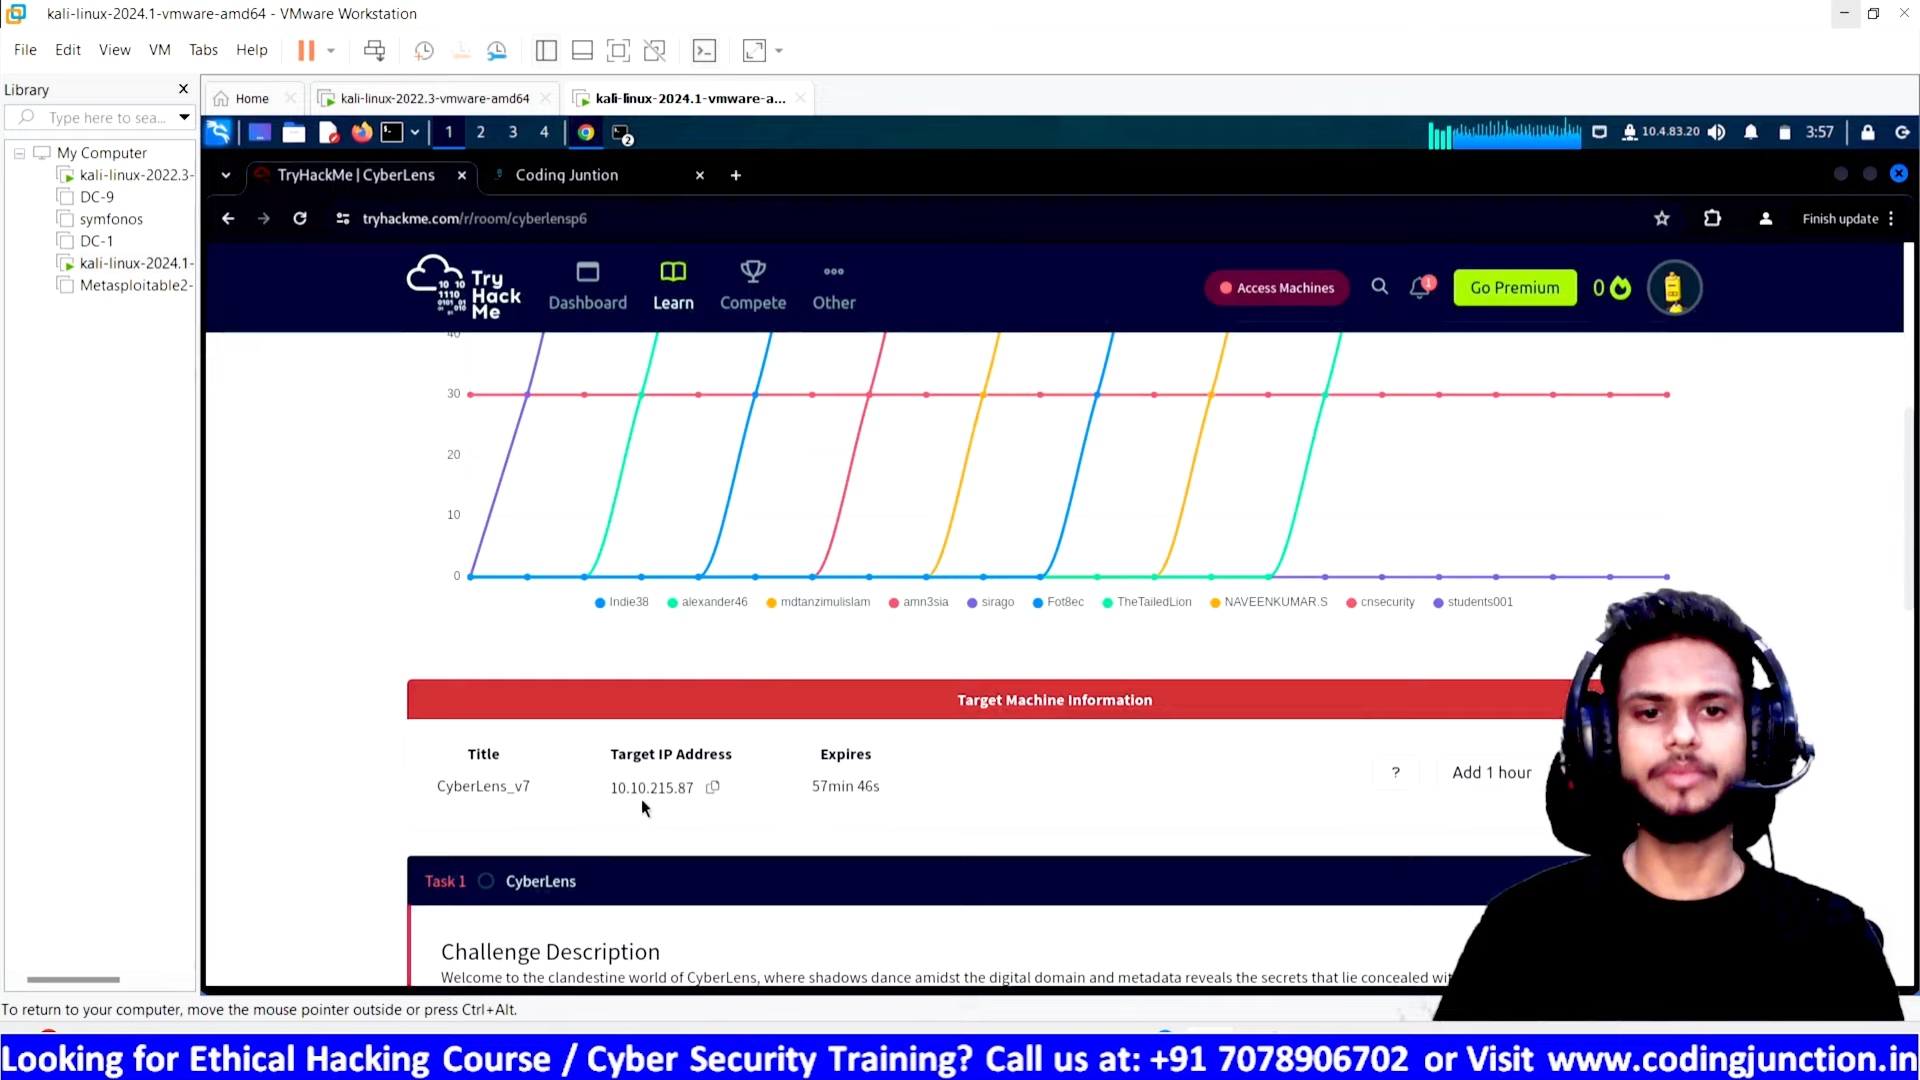 kali-linux-2024.1-vmware-amd64 - VMware Workstation
File Edit View VM Tabs Help
Library
Type here to sea...
My Computer
kali-linux-2022.3-
DC-9
symfonos
DC-1
kali-linux-2024.1-
Metasploitable2-
Home kali-linux-2022.3-vmware-amd64 kali-linux-2024.1-vmware-a...
1 2 3 4 2 10.4.83.20 3:57
TryHackMe | CyberLens Coding Juntion
tryhackme.com/r/room/cyberlensp6 Finish update
Try Hack Me
Dashboard Learn Compete Other Access Machines 1 Go Premium 0
40
30
20
10
0
Indie38 alexander46 mdtanzimulislam amn3sia sirago Fot8ec TheTailedLion NAVEENKUMAR.S cnsecurity students001
Target Machine Information
Title Target IP Address Expires
CyberLens_v7 10.10.215.87 57min 46s ? Add 1 hour
Task 1 CyberLens
Challenge Description
Welcome to the clandestine world of CyberLens, where shadows dance amidst the digital domain and metadata reveals the secrets that lie concealed wi
To return to your computer, move the mouse pointer outside or press Ctrl+Alt.
Looking for Ethical Hacking Course / Cyber Security Training? Call us at: +91 7078906702 or Visit www.codingjunction.in